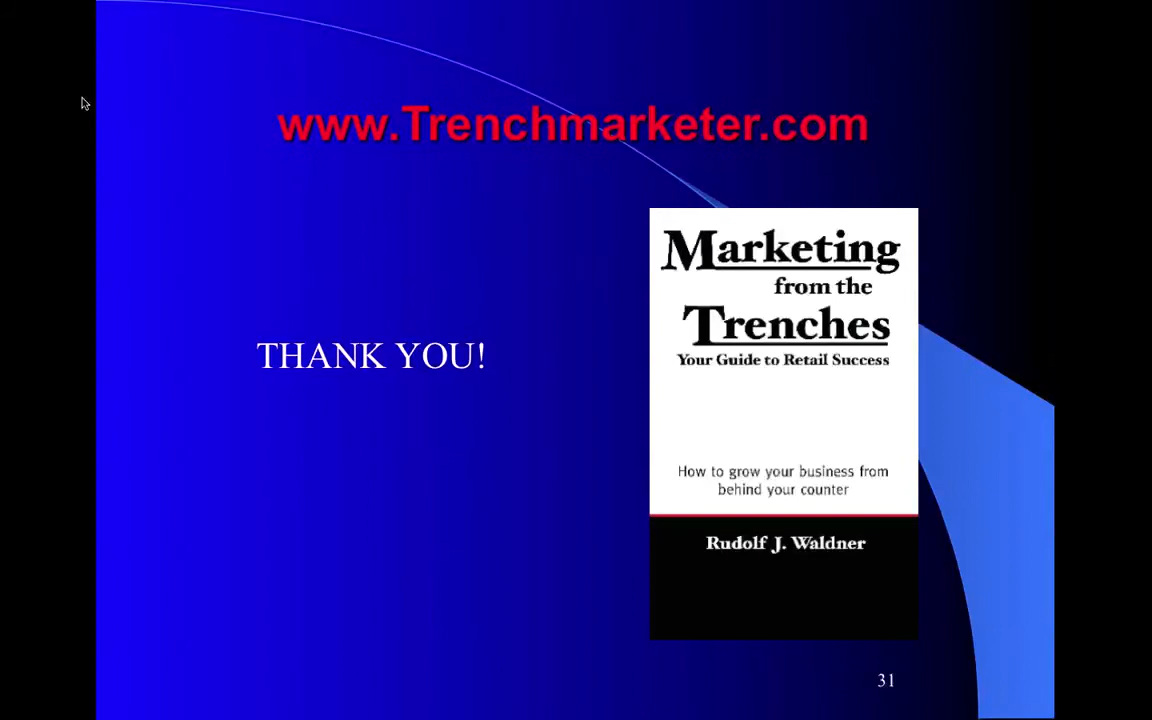 www.Trenchmarketer.com
THANK YOU!
Marketing
from the
Trenches
Your Guide to Retail Success
How to grow your business from
behind your counter
Rudolf J. Waldner
31